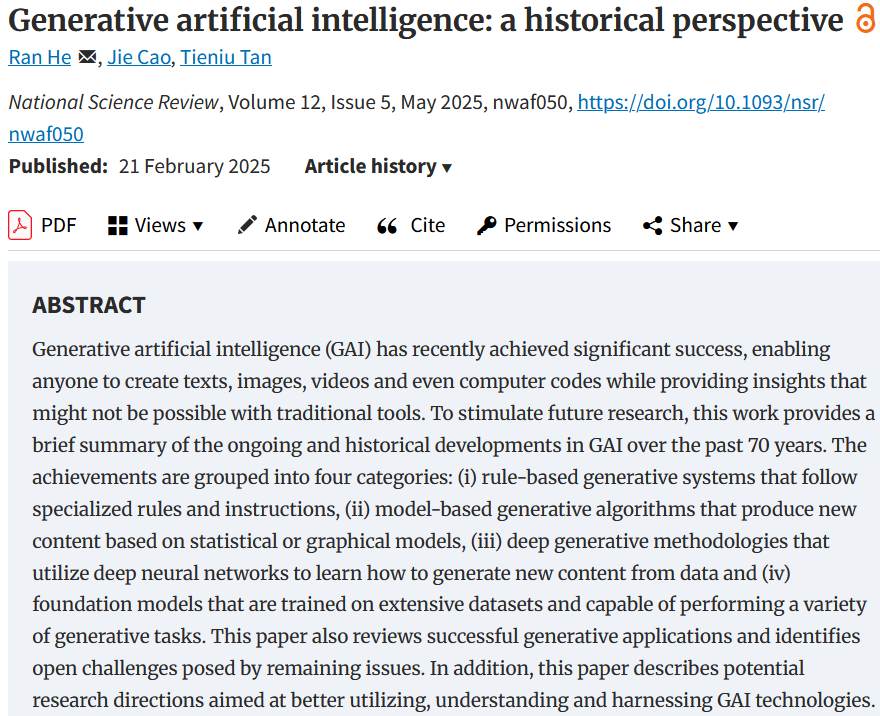 Generative artificial intelligence: a historical perspective
Ran He, Jie Cao, Tieniu Tan
National Science Review, Volume 12, Issue 5, May 2025, nwaf050, https://doi.org/10.1093/nsr/
nwaf050
Published: 21 February 2025 Article history
PDF Views Annotate Cite Permissions Share
ABSTRACT
Generative artificial intelligence (GAI) has recently achieved significant success, enabling
anyone to create texts, images, videos and even computer codes while providing insights that
might not be possible with traditional tools. To stimulate future research, this work provides a
brief summary of the ongoing and historical developments in GAI over the past 70 years. The
achievements are grouped into four categories: (i) rule-based generative systems that follow
specialized rules and instructions, (ii) model-based generative algorithms that produce new
content based on statistical or graphical models, (iii) deep generative methodologies that
utilize deep neural networks to learn how to generate new content from data and (iv)
foundation models that are trained on extensive datasets and capable of performing a variety
of generative tasks. This paper also reviews successful generative applications and identifies
open challenges posed by remaining issues. In addition, this paper describes potential
research directions aimed at better utilizing, understanding and harnessing GAI technologies.